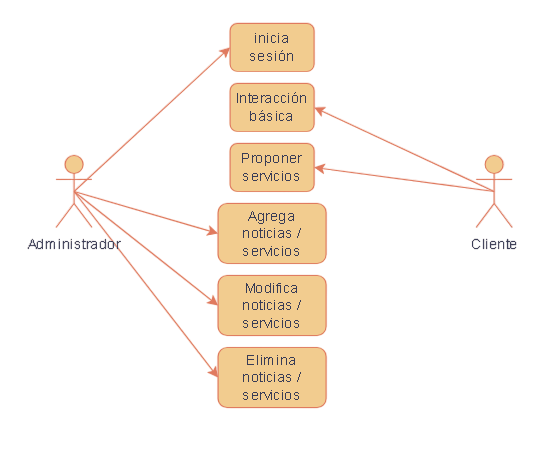 inicia
sesión
Interacción
básica
Proponer
servicios
Agrega
noticias /
servicios
Administrador
Cliente
Modifica
noticias /
servicios
Elimina
noticias /
servicios